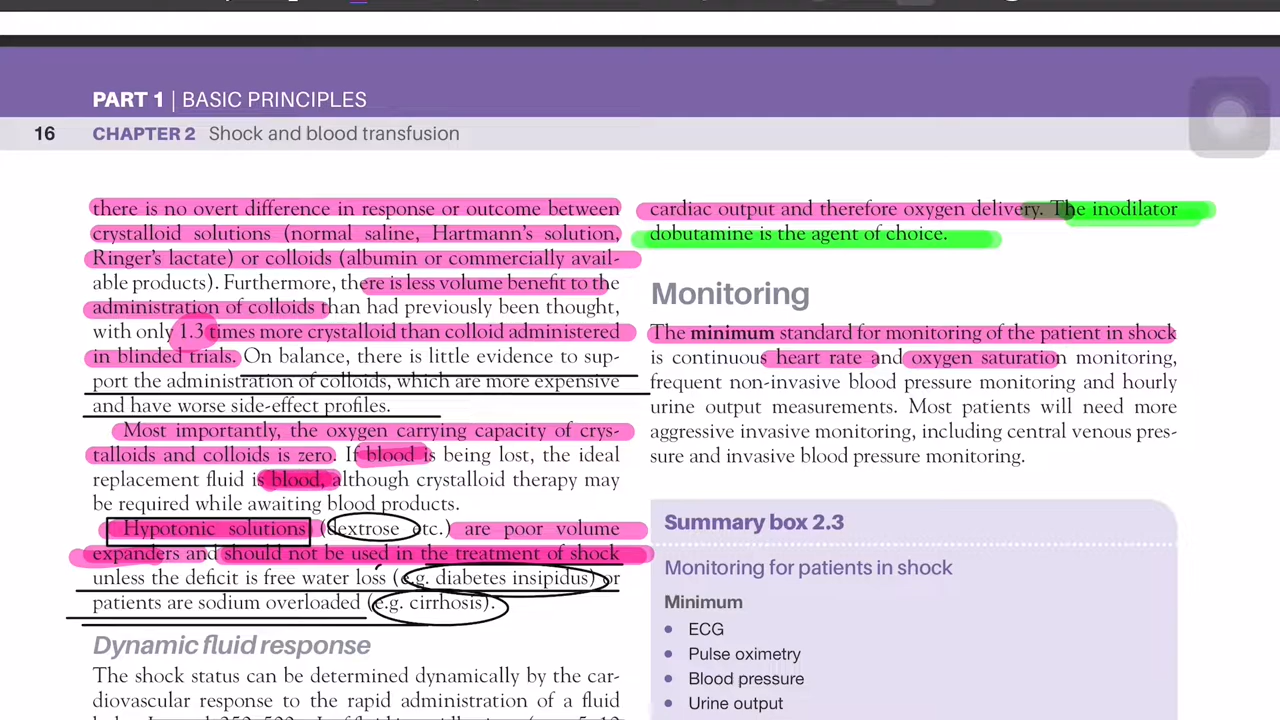 PART 1 | BASIC PRINCIPLES
16 CHAPTER 2 Shock and blood transfusion
there is no overt difference in response or outcome between
crystalloid solutions (normal saline, Hartmann's solution,
Ringer's lactate) or colloids (albumin or commercially avail-
able products). Furthermore, there is less volume benefit to the
administration of colloids than had previously been thought,
with only 1.3 times more crystalloid than colloid administered
in blinded trials. On balance, there is little evidence to sup-
port the administration of colloids, which are more expensive
and have worse side-effect profiles.
Most importantly, the oxygen carrying capacity of crys-
talloids and colloids is zero. If blood is being lost, the ideal
replacement fluid is blood, although crystalloid therapy may
be required while awaiting blood products.
Hypotonic solutions (dextrose etc.) are poor volume
expanders and should not be used in the treatment of shock
unless the deficit is free water loss (e.g. diabetes insipidus) or
patients are sodium overloaded (e.g. cirrhosis).
Dynamic fluid response
The shock status can be determined dynamically by the car-
diovascular response to the rapid administration of a fluid
cardiac output and therefore oxygen delivery. The inodilator
dobutamine is the agent of choice.
Monitoring
The minimum standard for monitoring of the patient in shock
is continuous heart rate and oxygen saturation monitoring,
frequent non-invasive blood pressure monitoring and hourly
urine output measurements. Most patients will need more
aggressive invasive monitoring, including central venous pres-
sure and invasive blood pressure monitoring.
Summary box 2.3
Monitoring for patients in shock
Minimum
● ECG
● Pulse oximetry
● Blood pressure
● Urine output